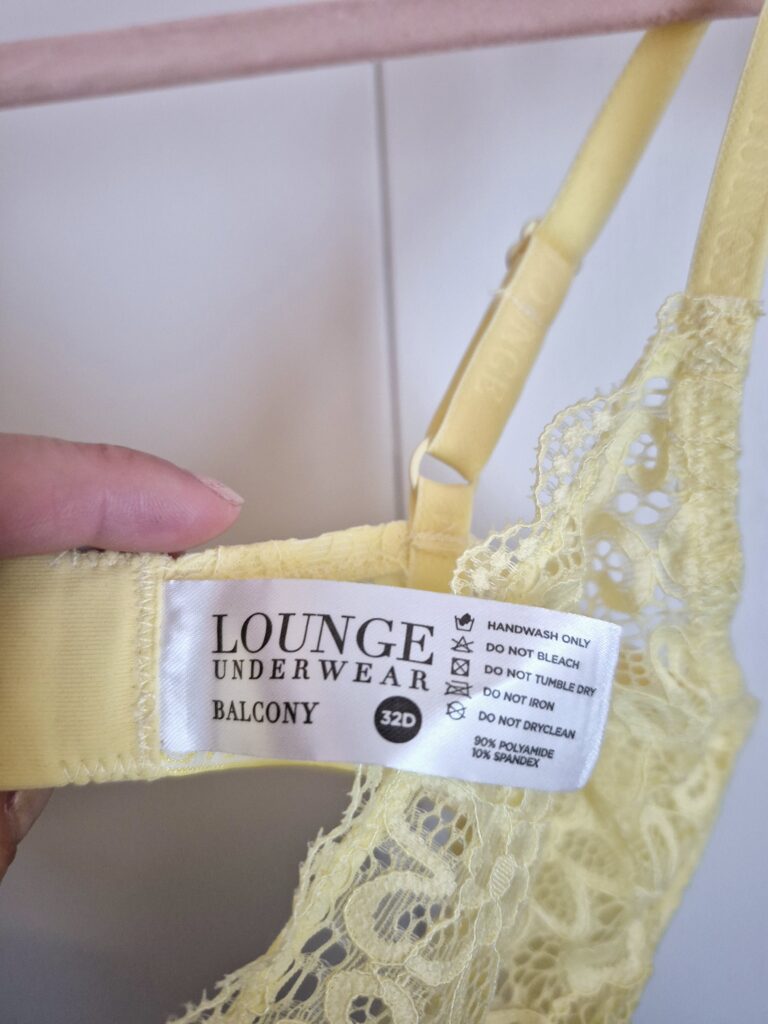 LOUNGE
UNDERWEAR
BALCONY
32D
HANDWASH ONLY
DO NOT BLEACH
DO NOT TUMBLE DRY
DO NOT IRON
DO NOT DRYCLEAN
90% POLYAMIDE
10% SPANDEX